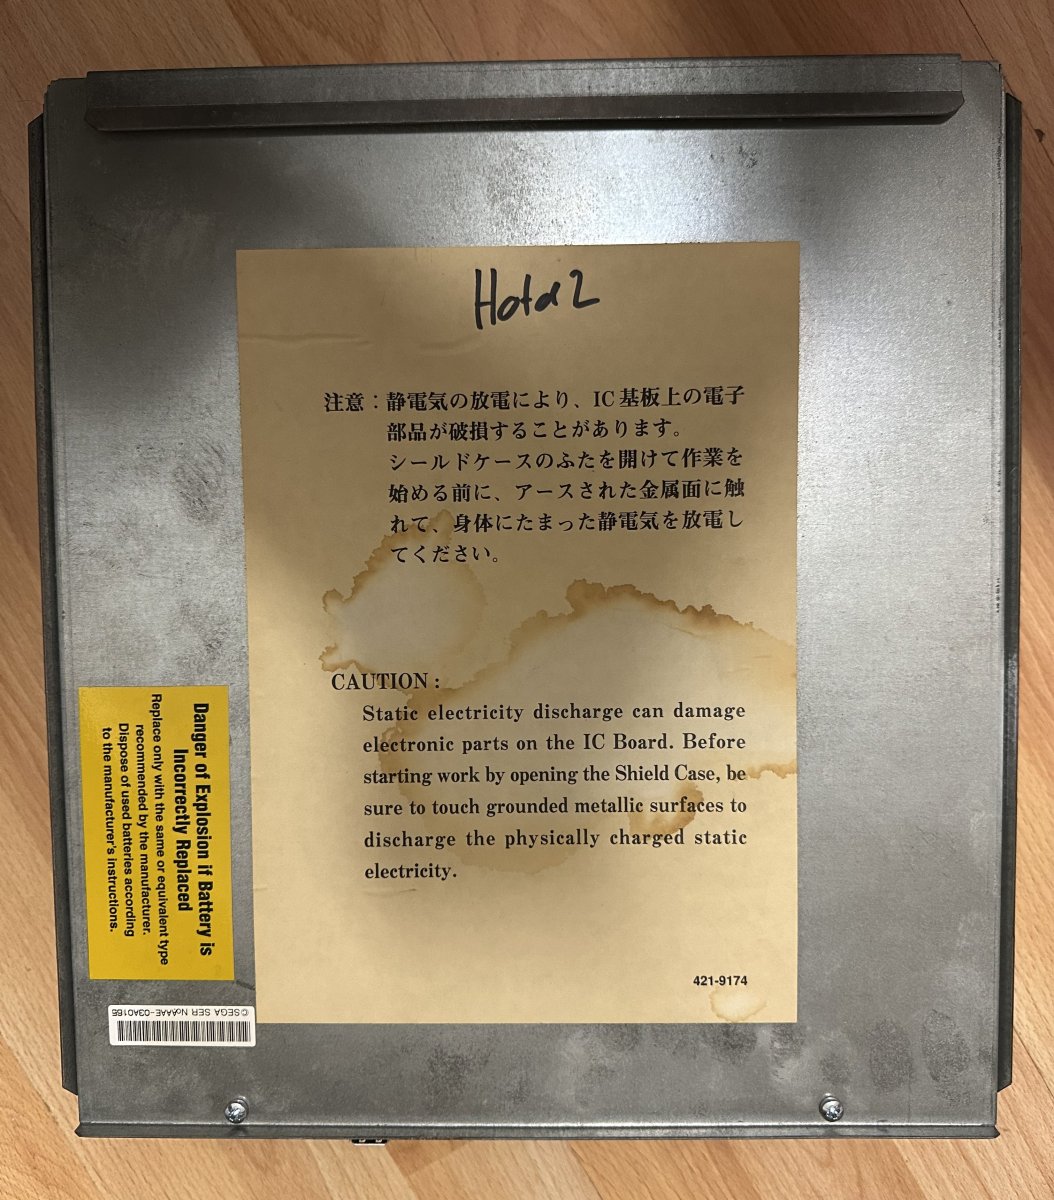 Hotd 2
注意：静電気の放電により、IC基板上の電子
部品が破損することがあります。
シールドケースのふたを開けて作業を
始める前に、アースされた金属面に触
れて、身体にたまった静電気を放電し
てください。
CAUTION :
Static electricity discharge can damage
electronic parts on the IC Board. Before
starting work by opening the Shield Case, be
sure to touch grounded metallic surfaces to
discharge the physically charged static
electricity.
421-9174
Danger of Explosion if Battery is
Incorrectly Replaced
Replace only with the same or equivalent type
recommended by the manufacturer.
Dispose of used batteries according
to the manufacturer's instructions.
©SEGA SER NoAAAE-03A0165